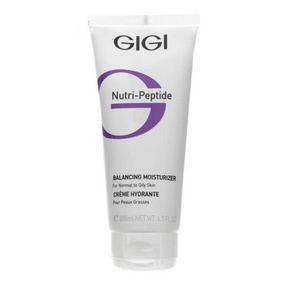 GIGI
Nutri-Peptide
BALANCING MOISTURIZER
For Normal to Oily Skin
CRÈME HYDRANTE
Pour Peaux Grasses